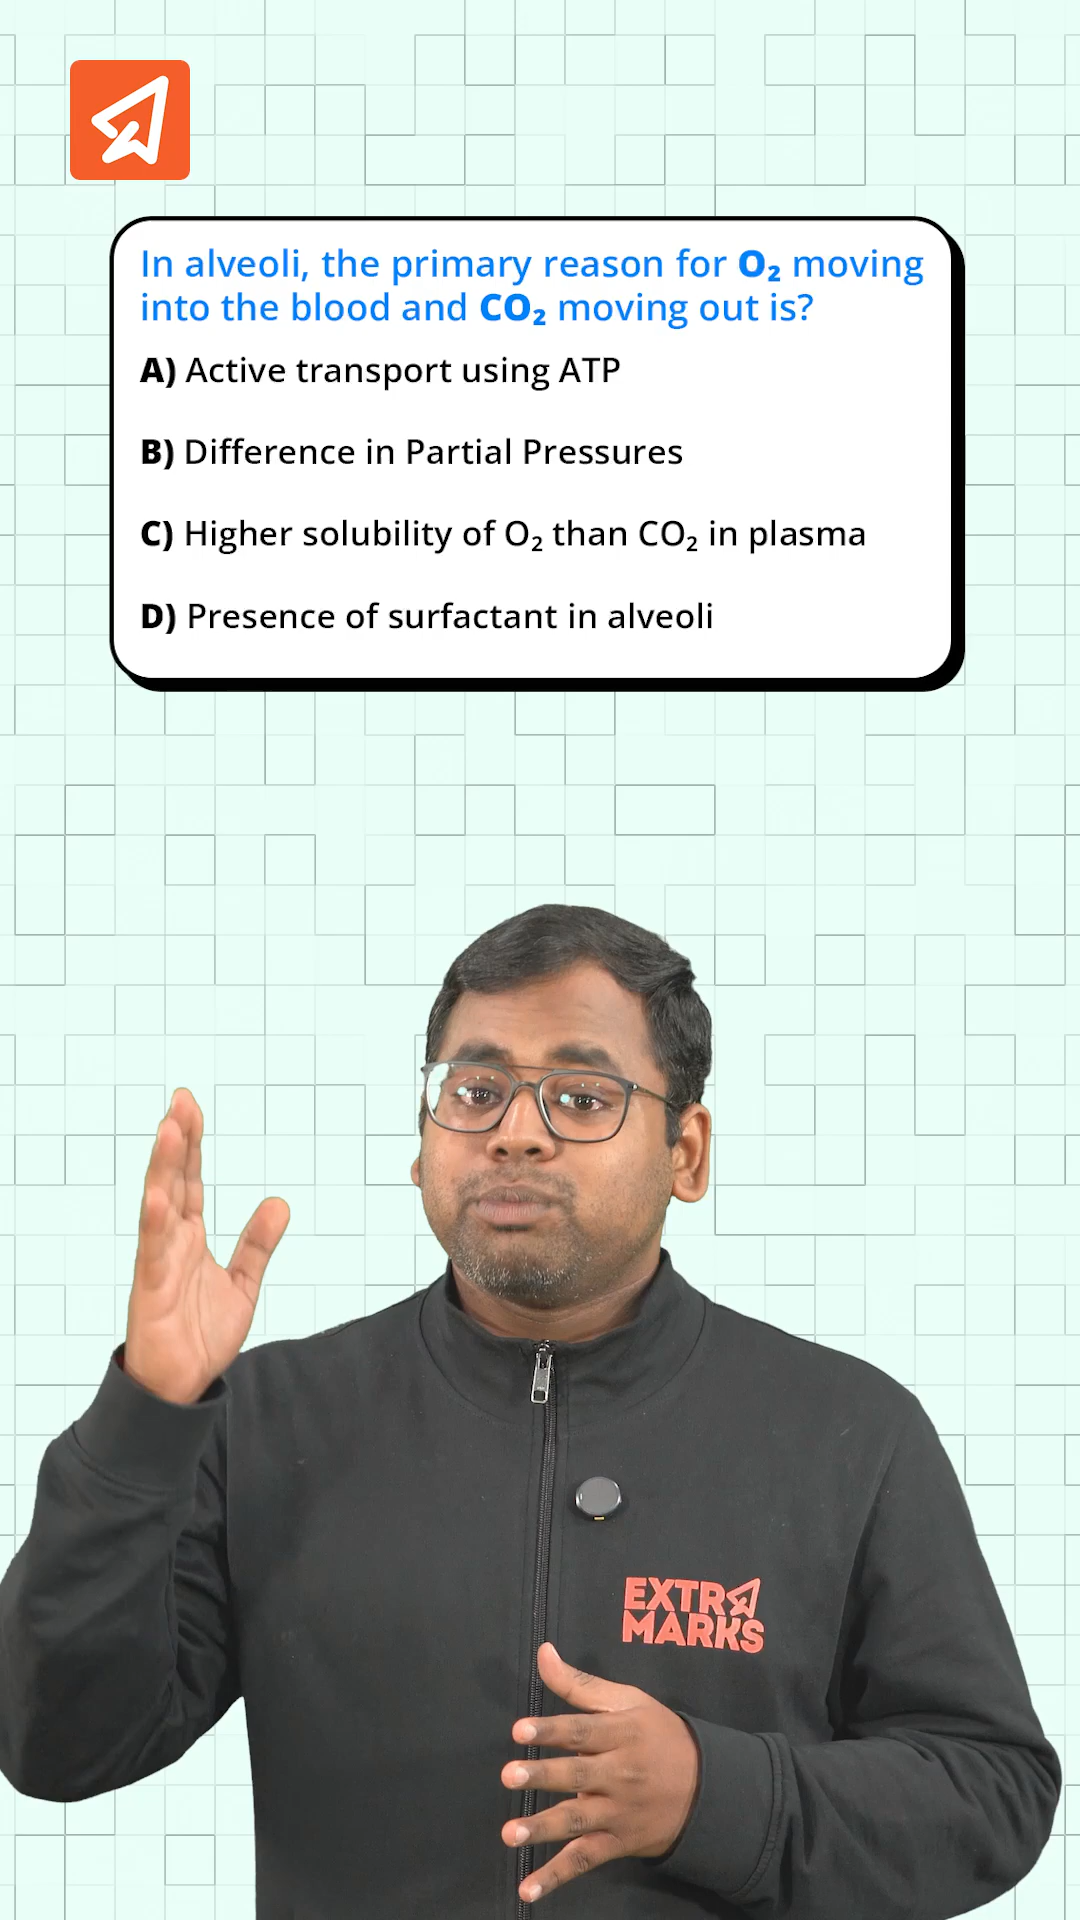 In alveoli, the primary reason for O₂ moving
into the blood and CO₂ moving out is?
A) Active transport using ATP
B) Difference in Partial Pressures
C) Higher solubility of O₂ than CO₂ in plasma
D) Presence of surfactant in alveoli
EXTRA
MARKS